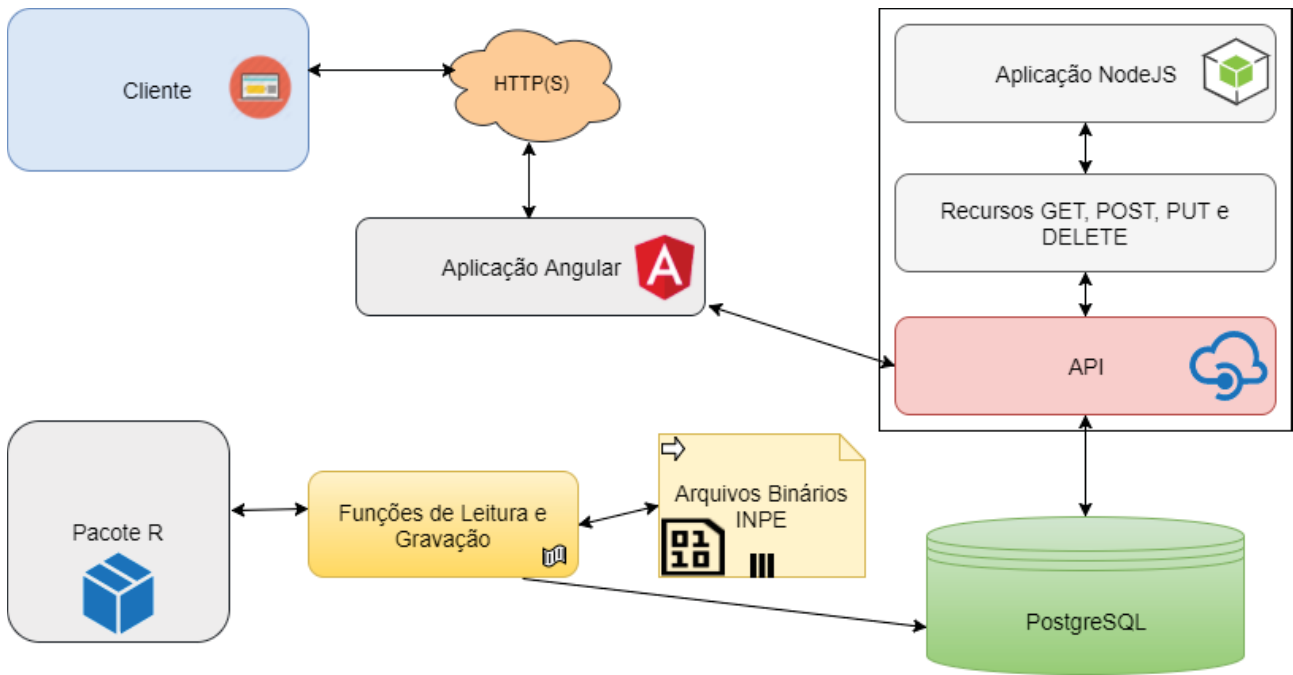 Cliente
HTTP(S)
Aplicação NodeJS
Recursos GET, POST, PUT e
DELETE
Aplicação Angular
A
API
Pacote R
Funções de Leitura e
Gravação
Arquivos Binários
INPE
01
10
PostgreSQL